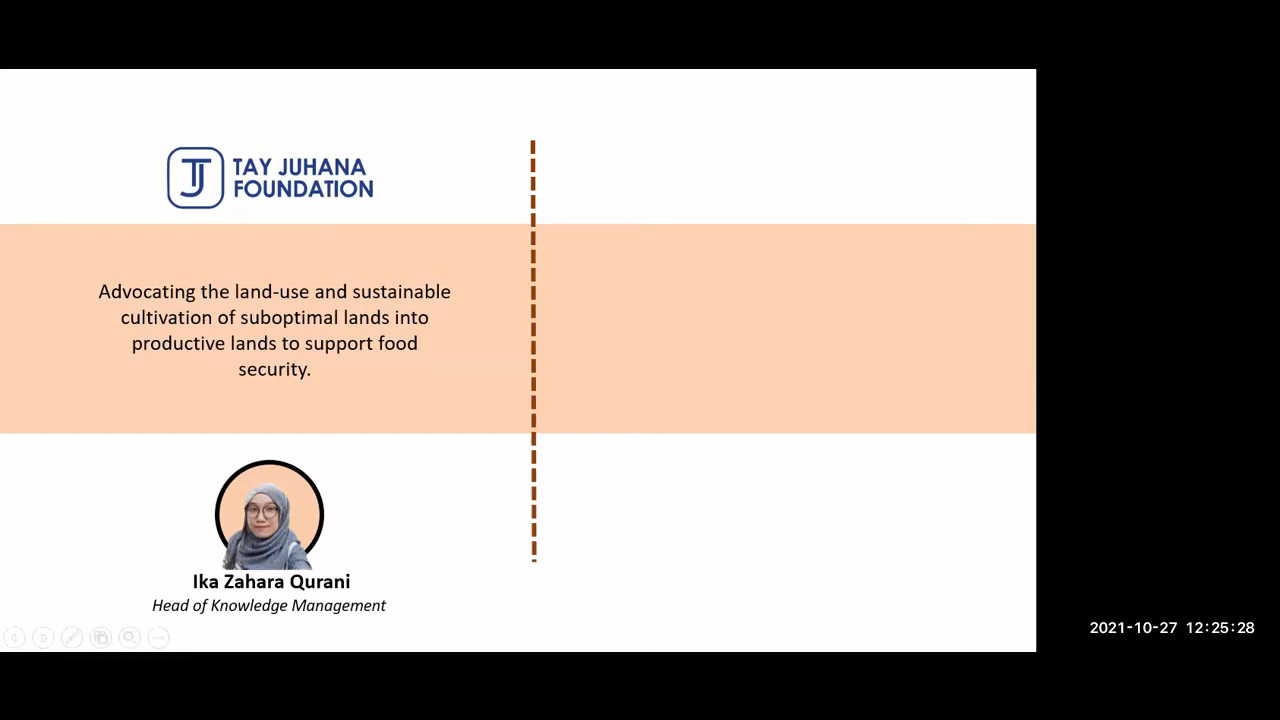 TJ
TAY JUHANA
FOUNDATION
Advocating the land-use and sustainable
cultivation of suboptimal lands into
productive lands to support food
security.
Ika Zahara Qurani
Head of Knowledge Management
2021-10-27 12:25:28